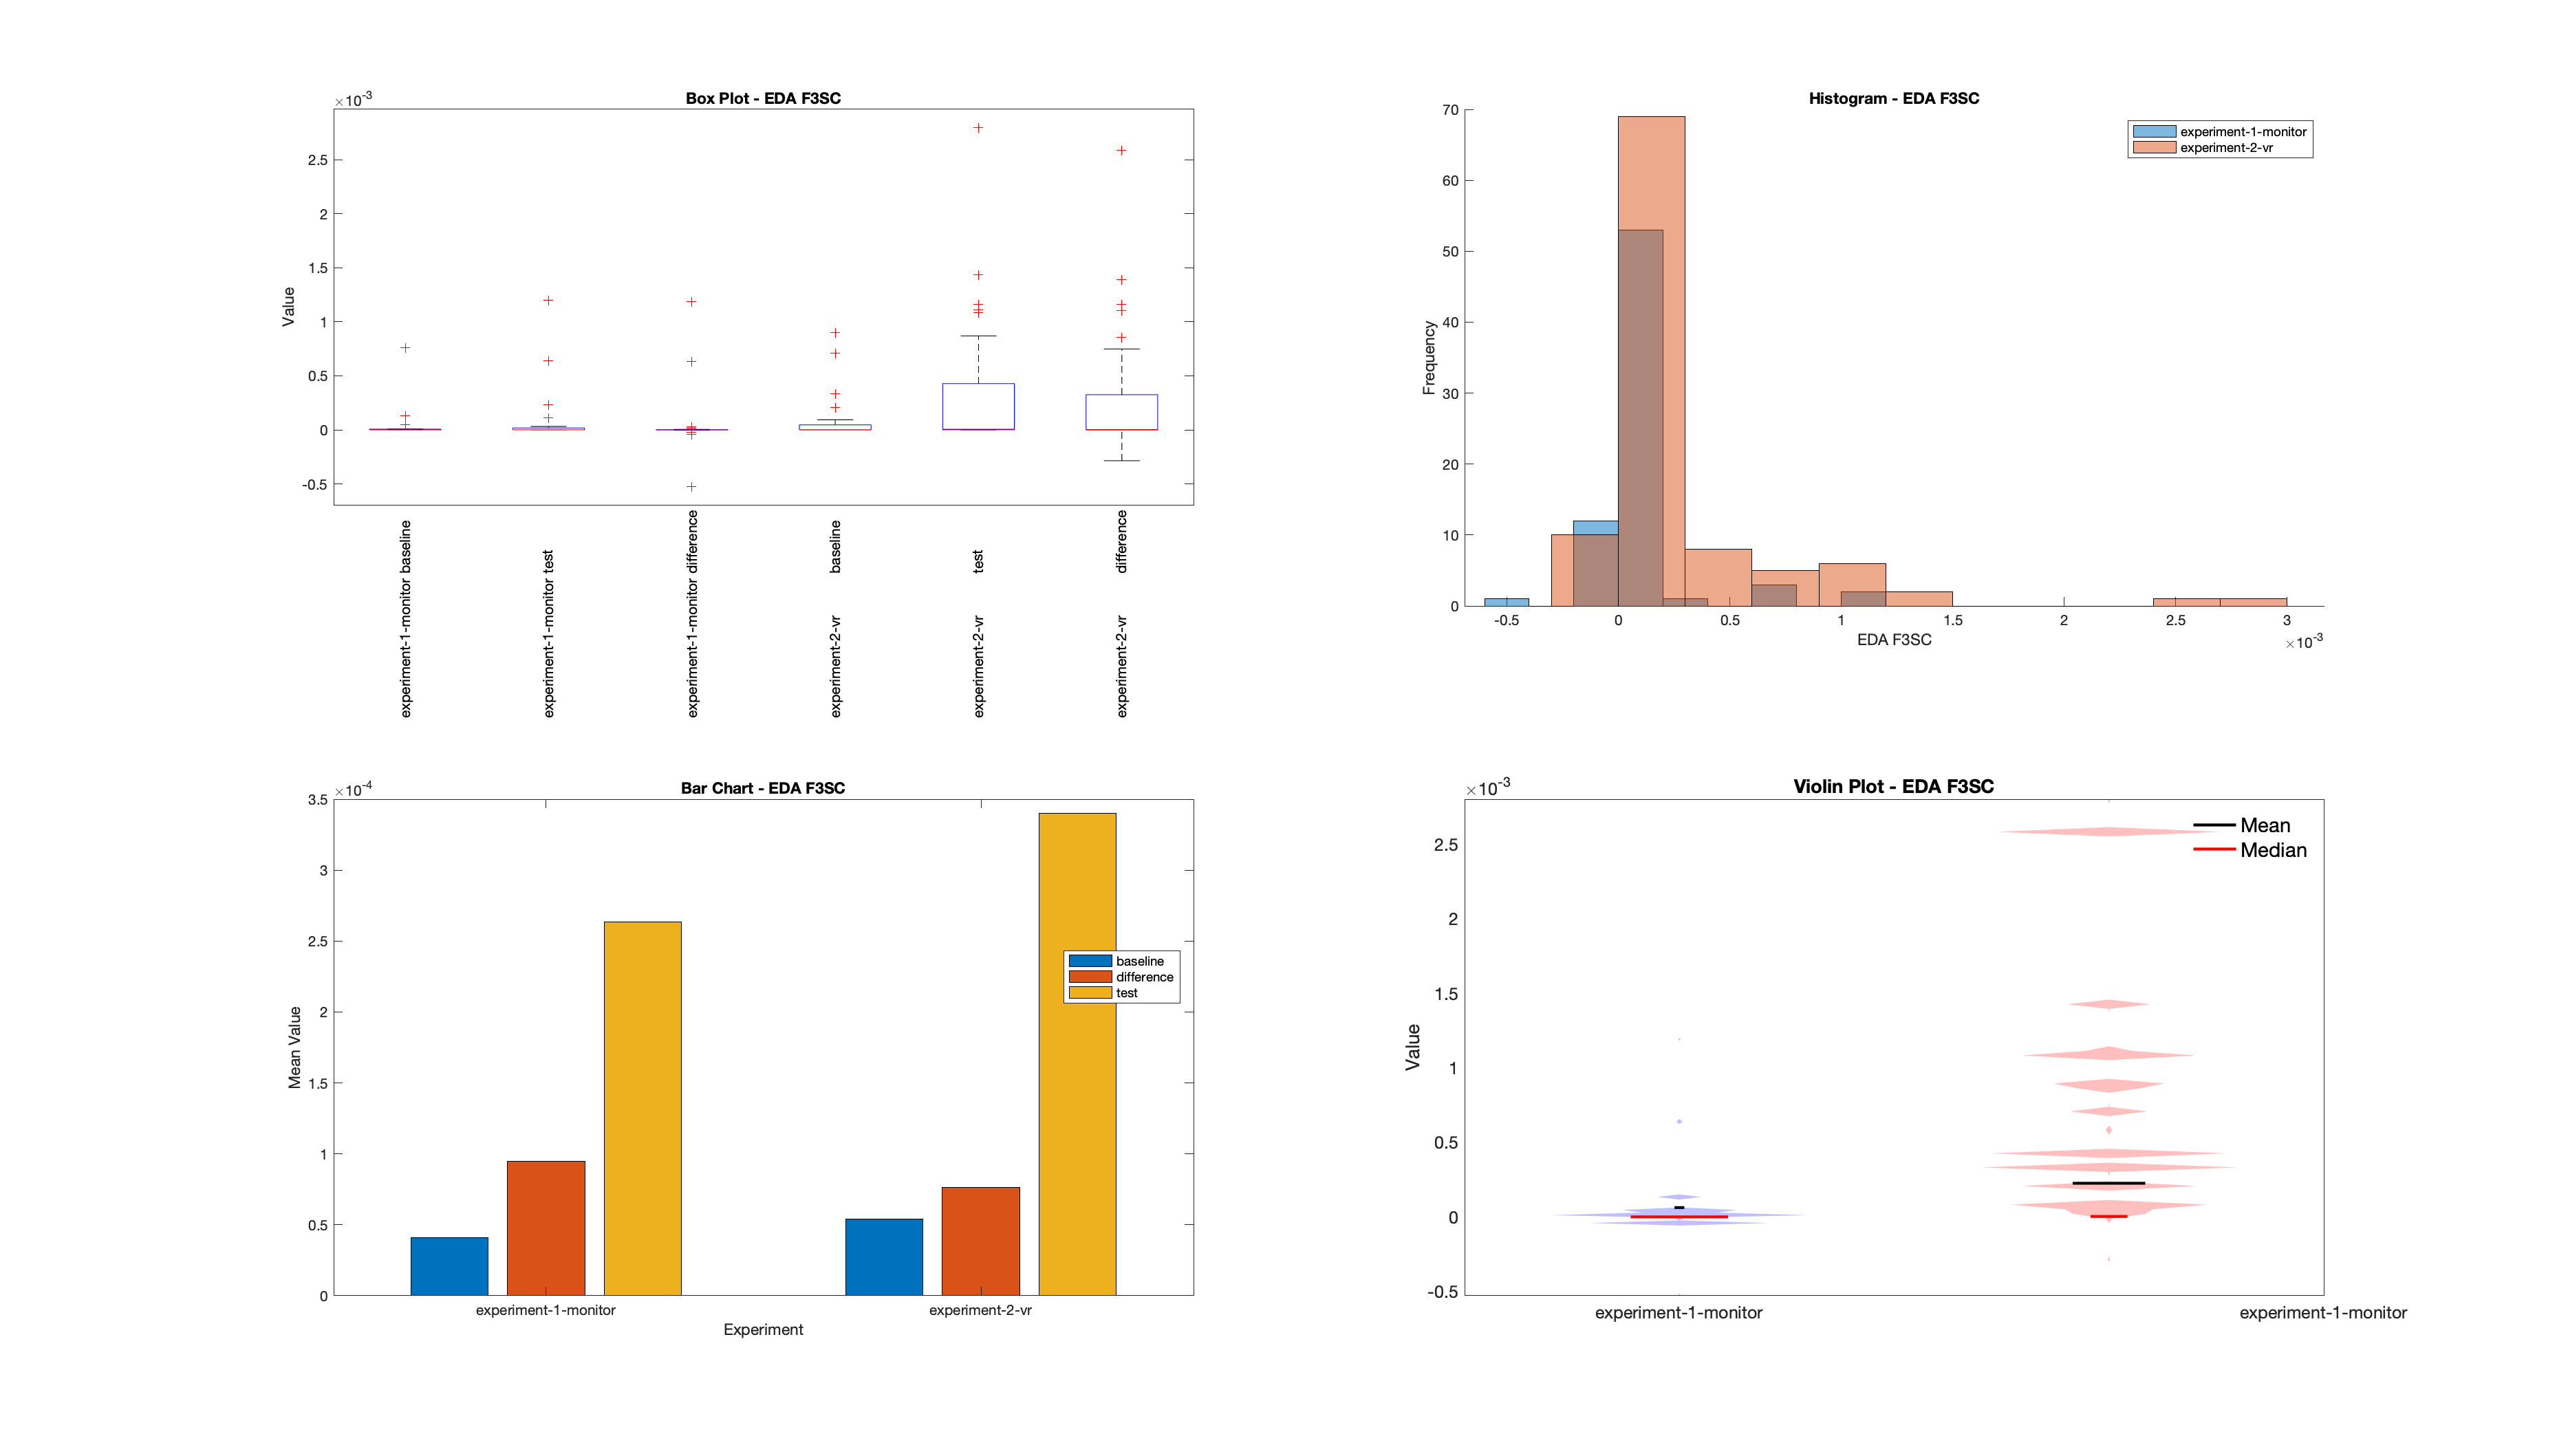 Box Plot - EDA F3SC
×10-3
2.5
2
1.5
1
0.5
0
-0.5
Value
experiment-1-monitor baseline
experiment-1-monitor test
experiment-1-monitor difference
experiment-2-vr baseline
experiment-2-vr test
experiment-2-vr difference
Histogram - EDA F3SC
70
60
50
40
30
20
10
0
Frequency
experiment-1-monitor
experiment-2-vr
-0.5 0 0.5 1 1.5 2 2.5 3
×10-3
EDA F3SC
Bar Chart - EDA F3SC
×10-4
3.5
3
2.5
2
1.5
1
0.5
0
Mean Value
baseline
difference
test
experiment-1-monitor experiment-2-vr
Experiment
Violin Plot - EDA F3SC
×10-3
2.5
2
1.5
1
0.5
0
-0.5
Value
Mean
Median
experiment-1-monitor experiment-1-monitor